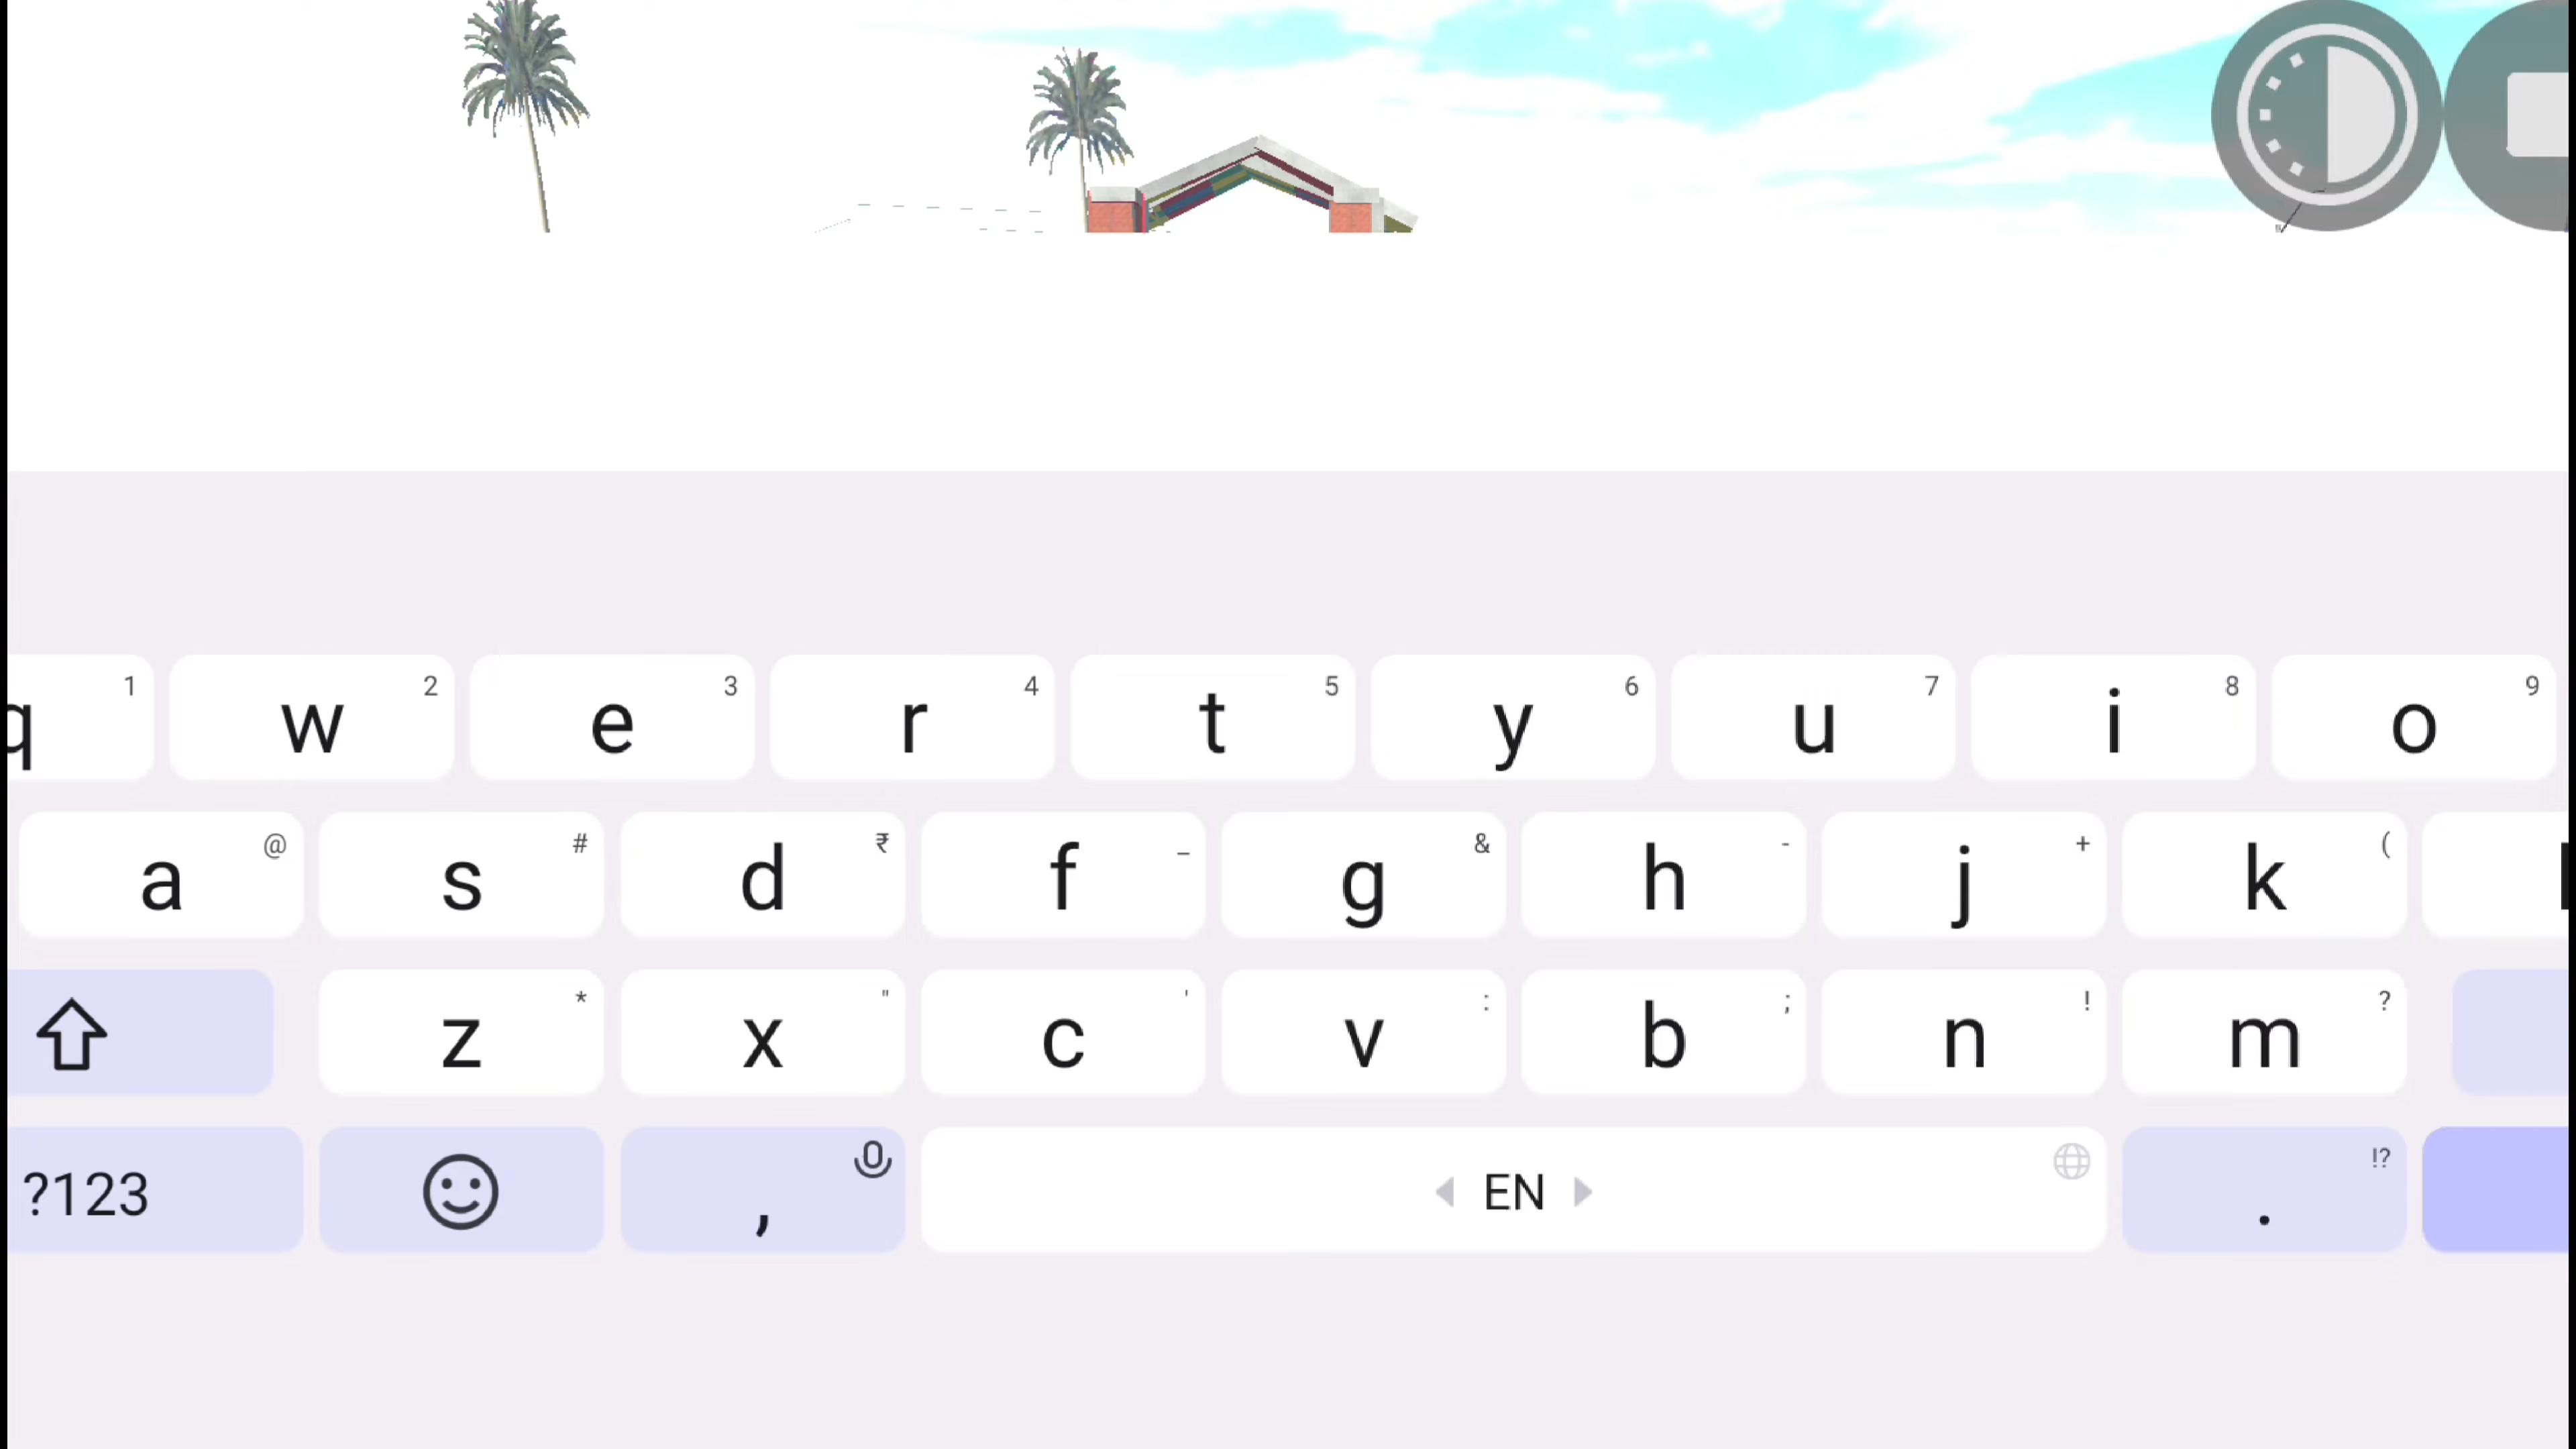 q 1 w 2 e 3 r 4 t 5 y 6 u 7 i 8 o 9
a @ s # d ₹ f _ g & h - j + k (
z * x " c ' v : b ; n ! m ?
?123 , EN . !?